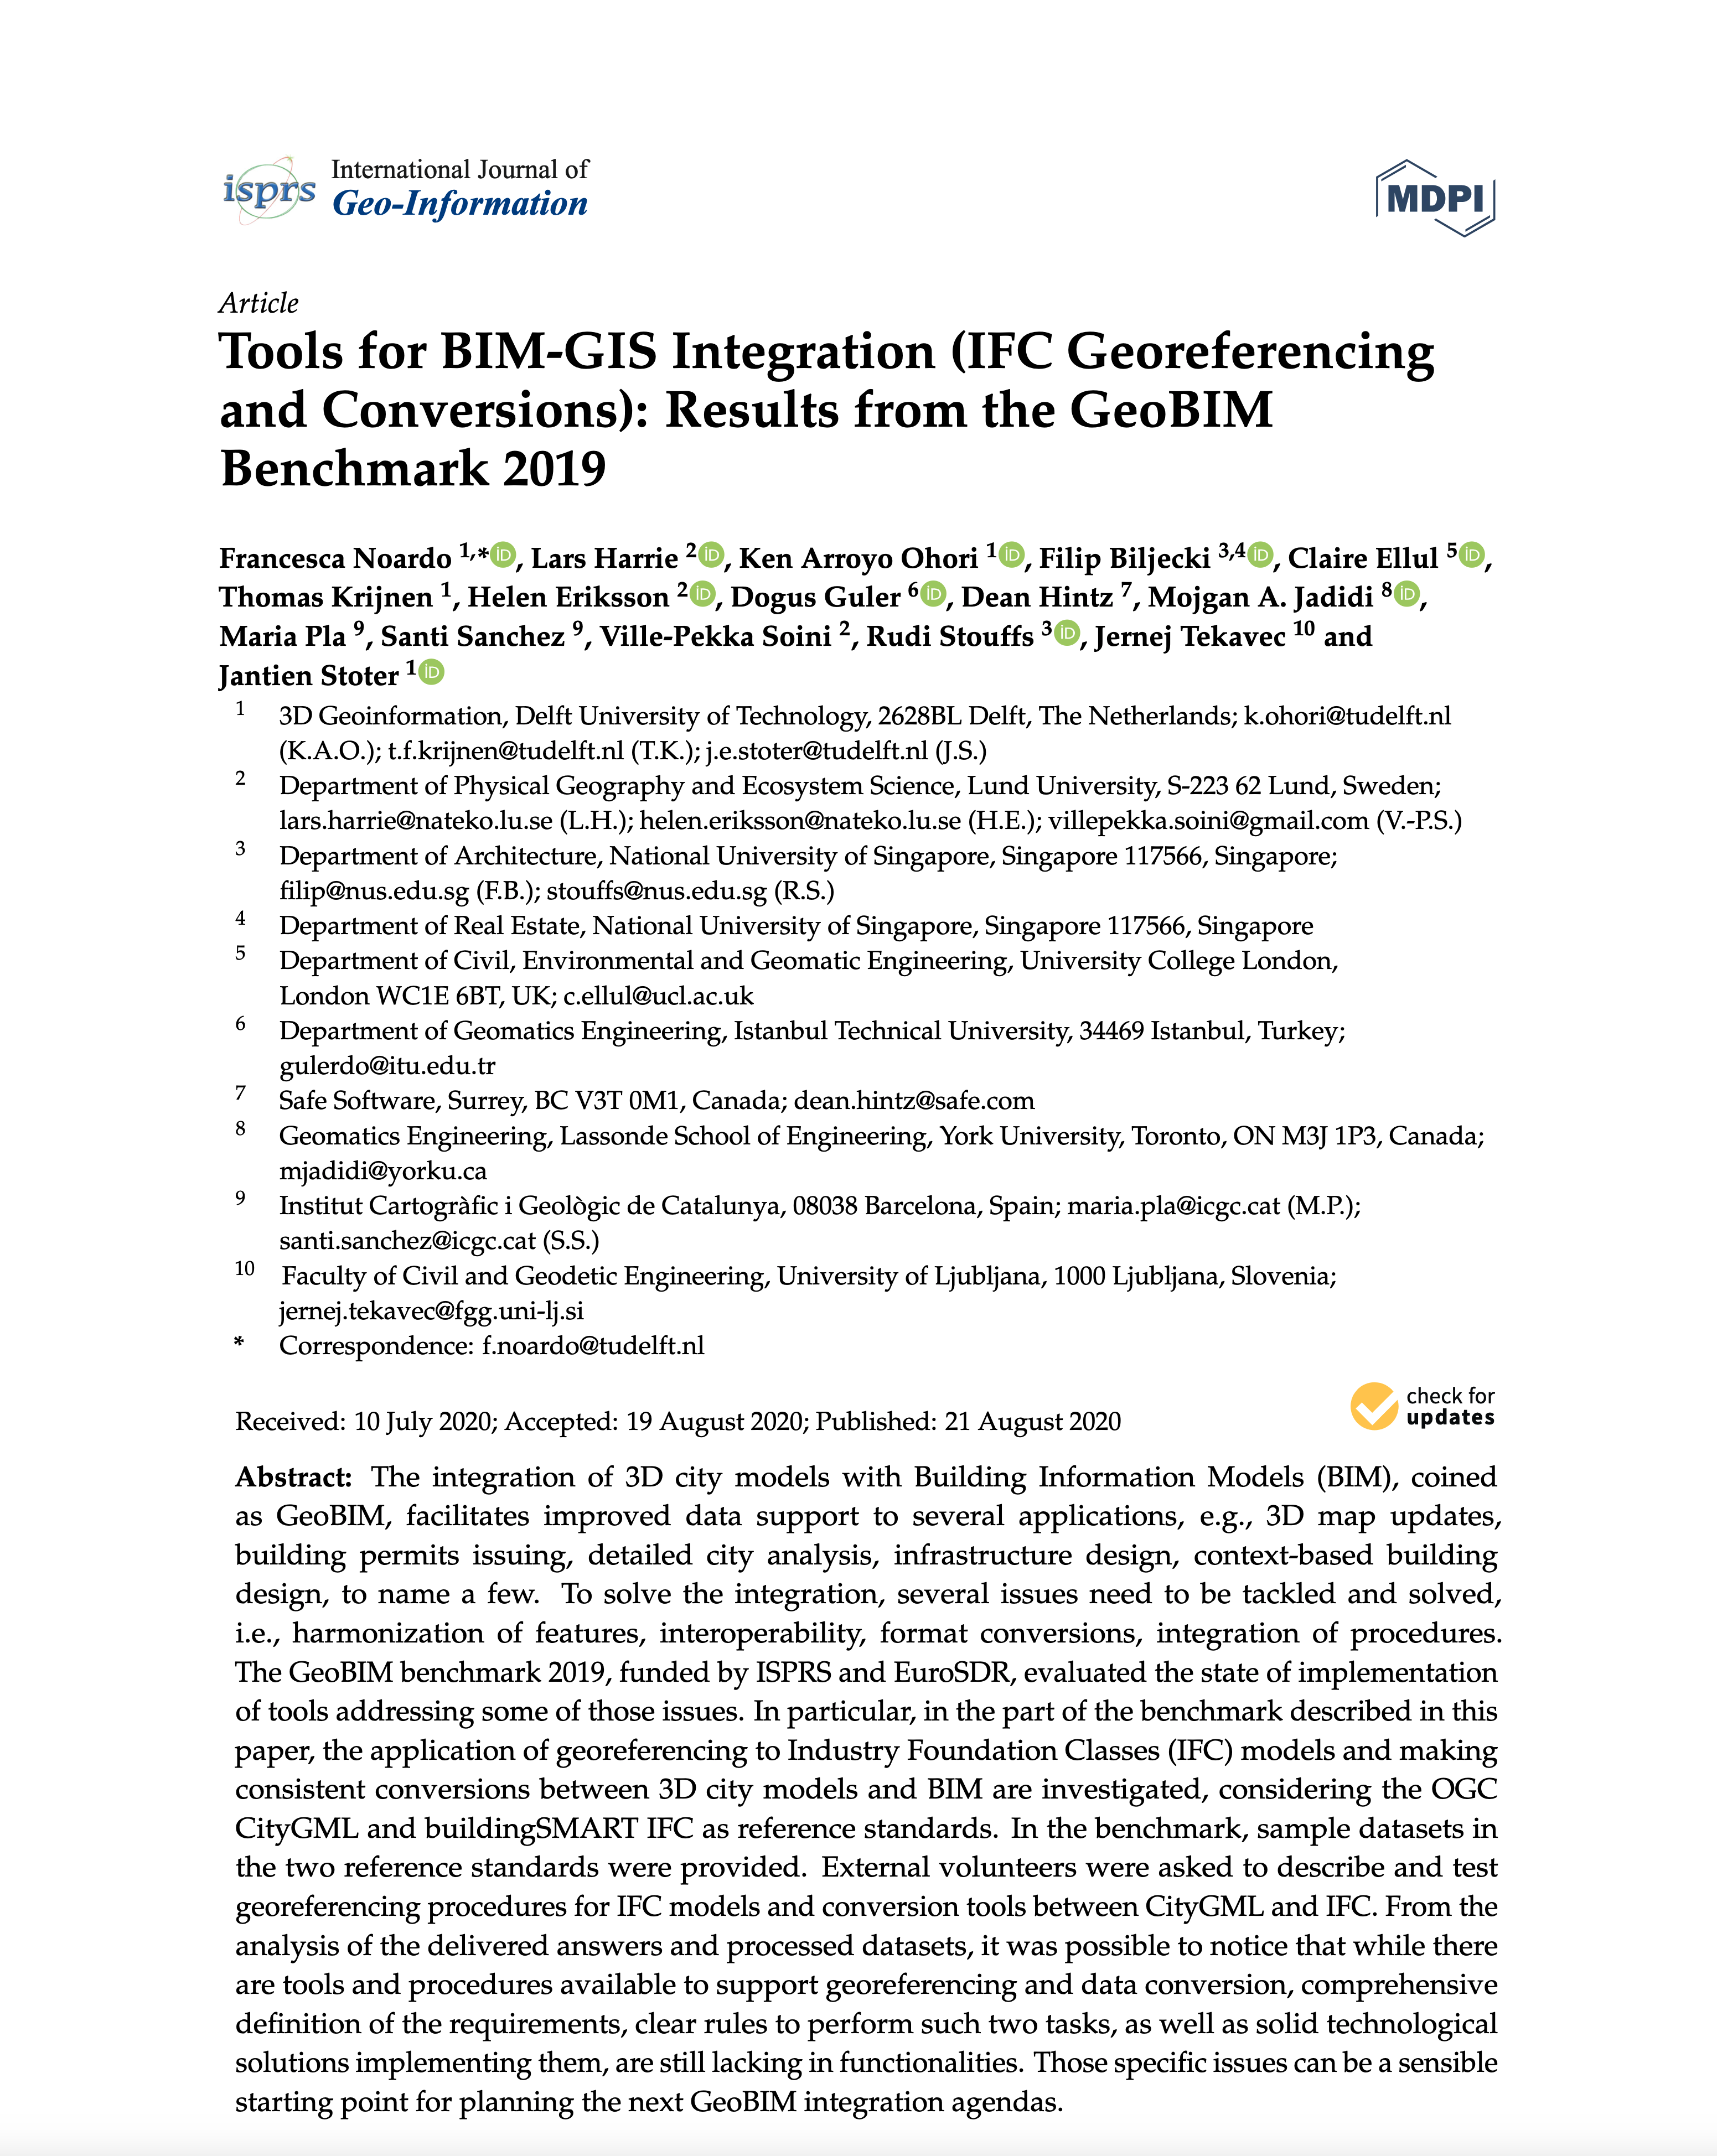 isprs
International Journal of
Geo-Information
MDPI
Article
Tools for BIM-GIS Integration (IFC Georeferencing
and Conversions): Results from the GeoBIM
Benchmark 2019
Francesca Noardo 1,* iD, Lars Harrie 2 iD, Ken Arroyo Ohori 1 iD, Filip Biljecki 3,4 iD, Claire Ellul 5 iD,
Thomas Krijnen 1, Helen Eriksson 2 iD, Dogus Guler 6 iD, Dean Hintz 7, Mojgan A. Jadidi 8 iD,
Maria Pla 9, Santi Sanchez 9, Ville-Pekka Soini 2, Rudi Stouffs 3 iD, Jernej Tekavec 10 and
Jantien Stoter 1 iD
1 3D Geoinformation, Delft University of Technology, 2628BL Delft, The Netherlands; k.ohori@tudelft.nl
(K.A.O.); t.f.krijnen@tudelft.nl (T.K.); j.e.stoter@tudelft.nl (J.S.)
2 Department of Physical Geography and Ecosystem Science, Lund University, S-223 62 Lund, Sweden;
lars.harrie@nateko.lu.se (L.H.); helen.eriksson@nateko.lu.se (H.E.); villepekka.soini@gmail.com (V.-P.S.)
3 Department of Architecture, National University of Singapore, Singapore 117566, Singapore;
filip@nus.edu.sg (F.B.); stouffs@nus.edu.sg (R.S.)
4 Department of Real Estate, National University of Singapore, Singapore 117566, Singapore
5 Department of Civil, Environmental and Geomatic Engineering, University College London,
London WC1E 6BT, UK; c.ellul@ucl.ac.uk
6 Department of Geomatics Engineering, Istanbul Technical University, 34469 Istanbul, Turkey;
gulerdo@itu.edu.tr
7 Safe Software, Surrey, BC V3T 0M1, Canada; dean.hintz@safe.com
8 Geomatics Engineering, Lassonde School of Engineering, York University, Toronto, ON M3J 1P3, Canada;
mjadidi@yorku.ca
9 Institut Cartogràfic i Geològic de Catalunya, 08038 Barcelona, Spain; maria.pla@icgc.cat (M.P.);
santi.sanchez@icgc.cat (S.S.)
10 Faculty of Civil and Geodetic Engineering, University of Ljubljana, 1000 Ljubljana, Slovenia;
jernej.tekavec@fgg.uni-lj.si
* Correspondence: f.noardo@tudelft.nl
check for
updates
Received: 10 July 2020; Accepted: 19 August 2020; Published: 21 August 2020
Abstract: The integration of 3D city models with Building Information Models (BIM), coined
as GeoBIM, facilitates improved data support to several applications, e.g., 3D map updates,
building permits issuing, detailed city analysis, infrastructure design, context-based building
design, to name a few. To solve the integration, several issues need to be tackled and solved,
i.e., harmonization of features, interoperability, format conversions, integration of procedures.
The GeoBIM benchmark 2019, funded by ISPRS and EuroSDR, evaluated the state of implementation
of tools addressing some of those issues. In particular, in the part of the benchmark described in this
paper, the application of georeferencing to Industry Foundation Classes (IFC) models and making
consistent conversions between 3D city models and BIM are investigated, considering the OGC
CityGML and buildingSMART IFC as reference standards. In the benchmark, sample datasets in
the two reference standards were provided. External volunteers were asked to describe and test
georeferencing procedures for IFC models and conversion tools between CityGML and IFC. From the
analysis of the delivered answers and processed datasets, it was possible to notice that while there
are tools and procedures available to support georeferencing and data conversion, comprehensive
definition of the requirements, clear rules to perform such two tasks, as well as solid technological
solutions implementing them, are still lacking in functionalities. Those specific issues can be a sensible
starting point for planning the next GeoBIM integration agendas.